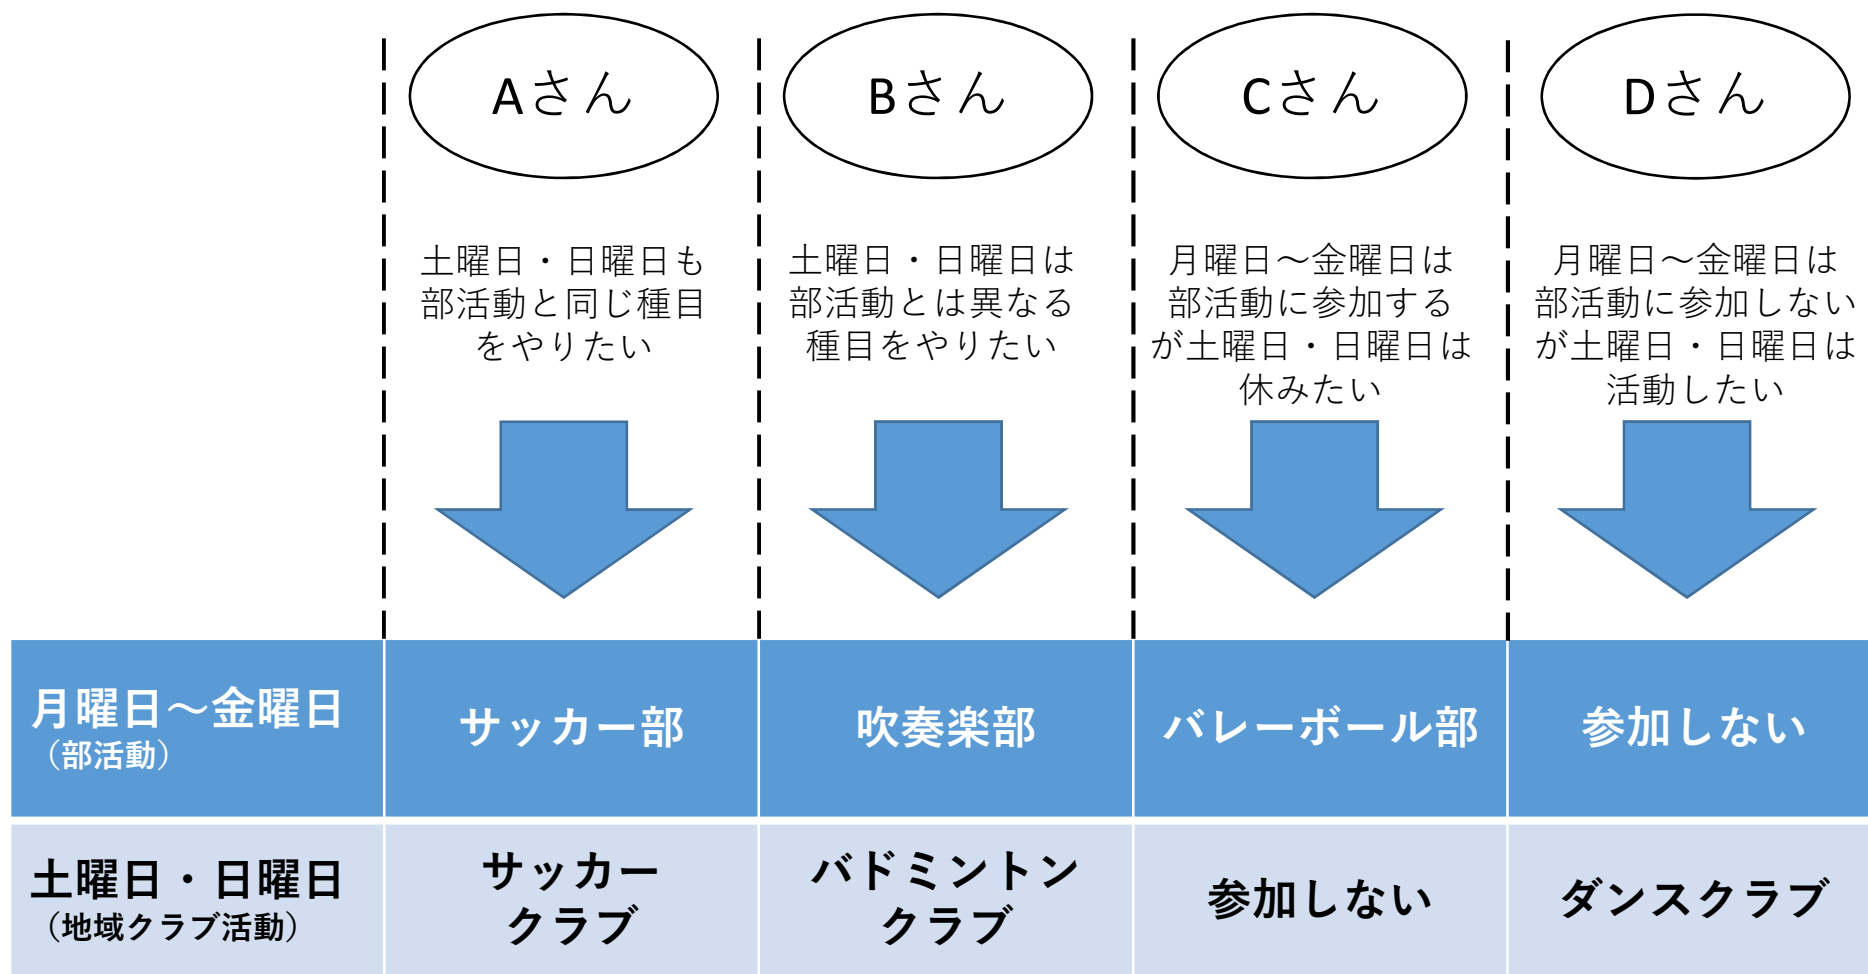 Aさん
土曜日・日曜日も
部活動と同じ種目
をやりたい
Bさん
土曜日・日曜日は
部活動とは異なる
種目をやりたい
Cさん
月曜日～金曜日は
部活動に参加する
が土曜日・日曜日は
休みたい
Dさん
月曜日～金曜日は
部活動に参加しない
が土曜日・日曜日は
活動したい
月曜日～金曜日
（部活動）
サッカー部
吹奏楽部
バレーボール部
参加しない
土曜日・日曜日
（地域クラブ活動）
サッカー
クラブ
バドミントン
クラブ
参加しない
ダンスクラブ